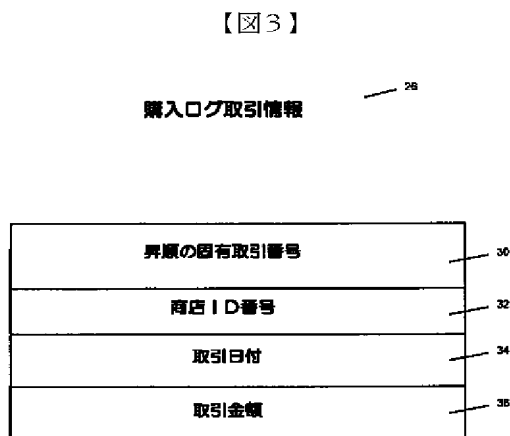 【図3】
26
購入ログ取引情報
昇順の固有取引番号
30
商店ID番号
32
取引日付
34
取引金額
36